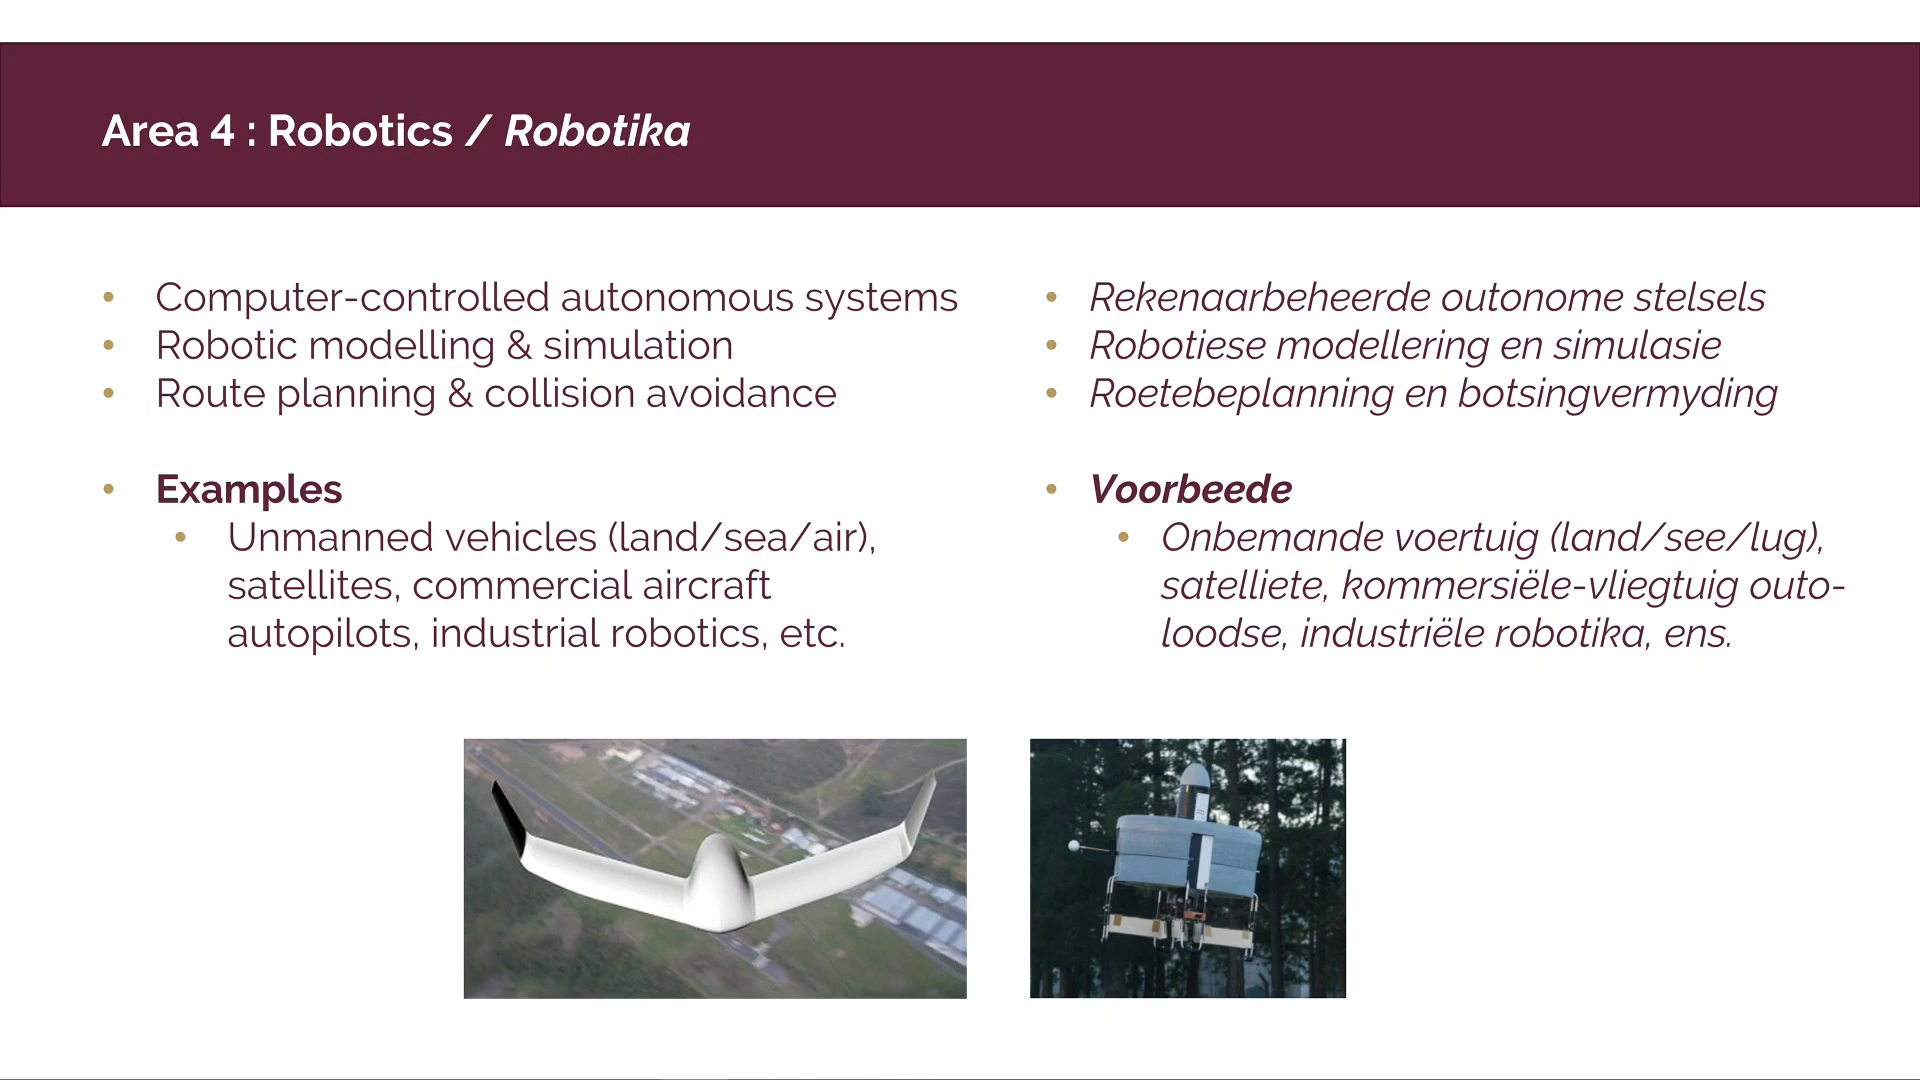 Area 4 : Robotics / Robotika
• Computer-controlled autonomous systems
• Robotic modelling & simulation
• Route planning & collision avoidance
• Examples
• Unmanned vehicles (land/sea/air),
satellites, commercial aircraft
autopilots, industrial robotics, etc.
• Rekenaarbeheerde outonome stelsels
• Robotiese modellering en simulasie
• Roetebeplanning en botsingvermyding
• Voorbeede
• Onbemande voertuig (land/see/lug),
satelliete, kommersiële-vliegtuig outo-
loodse, industriële robotika, ens.